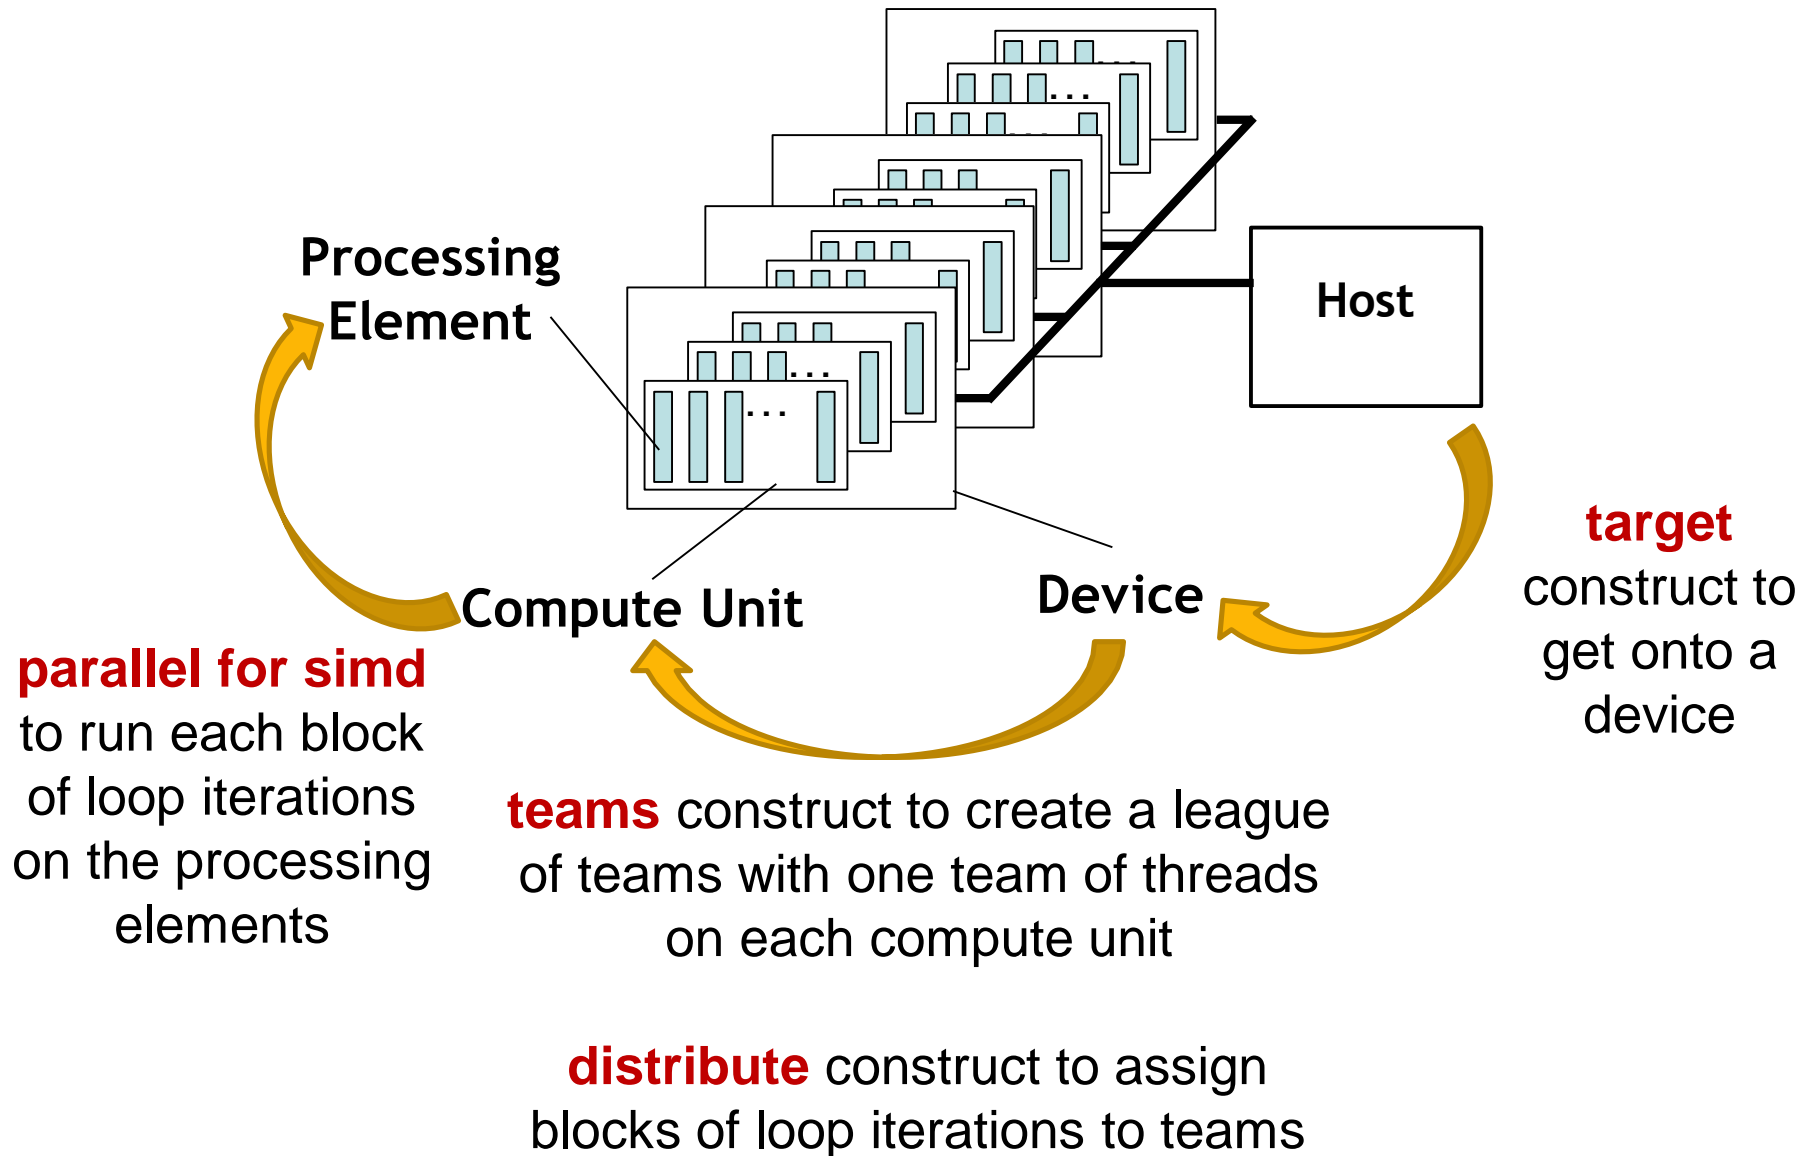 Processing
Element
Host
Compute Unit
Device
target
construct to
get onto a
device
parallel for simd
to run each block
of loop iterations
on the processing
elements
teams construct to create a league
of teams with one team of threads
on each compute unit
distribute construct to assign
blocks of loop iterations to teams